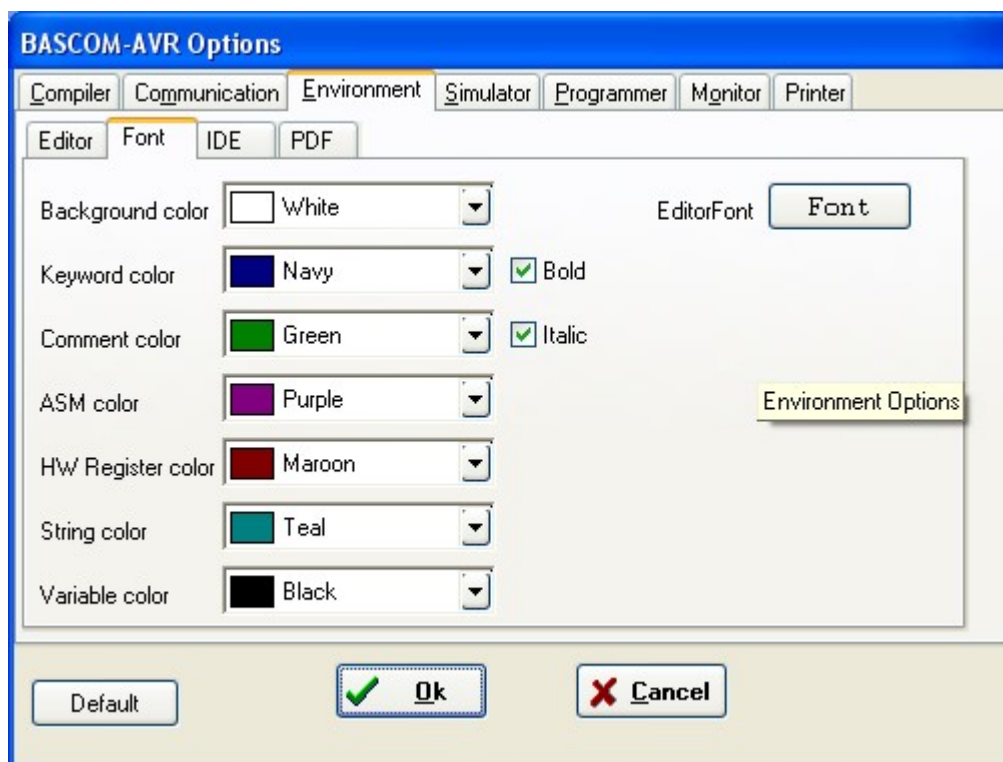 BASCOM-AVR Options
Compiler Communication Environment Simulator Programmer Monitor Printer
Editor Font IDE PDF
Background color White EditorFont Font
Keyword color Navy Bold
Comment color Green Italic
ASM color Purple Environment Options
HW Register color Maroon
String color Teal
Variable color Black
Default Ok Cancel